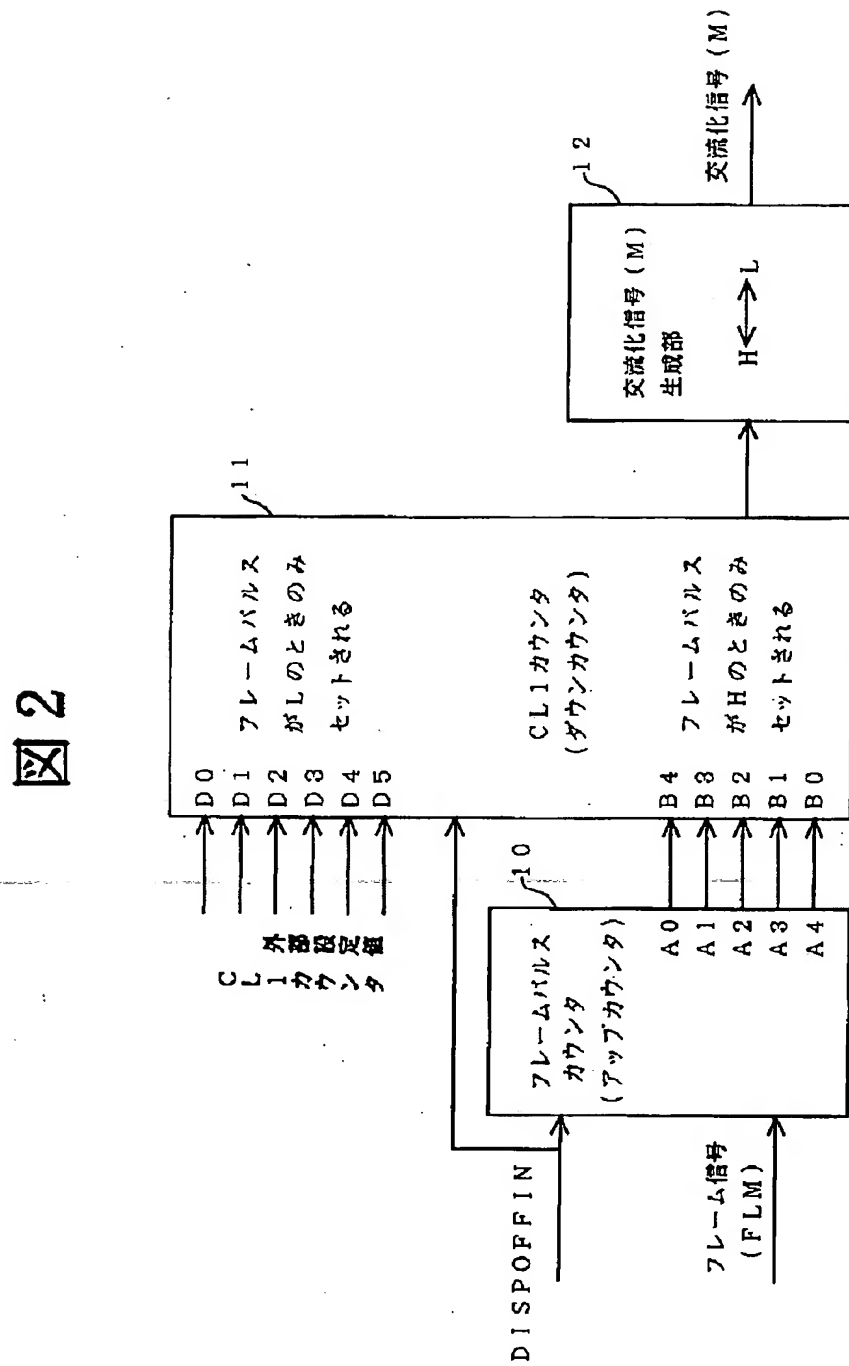 図2
DISPOFFIN
フレーム信号
(FLM)
10
フレームパルス
カウンタ
(アップカウンタ)
A0
A1
A2
A3
A4
CL1カウンタ
外部設定値
11
D0
D1
D2
D3
D4
D5
フレームパルス
がLのときのみ
セットされる
CL1カウンタ
(ダウンカウンタ)
B4
B3
B2
B1
B0
フレームパルス
がHのときのみ
セットされる
12
交流化信号(M)
生成部
H↔L
交流化信号(M)